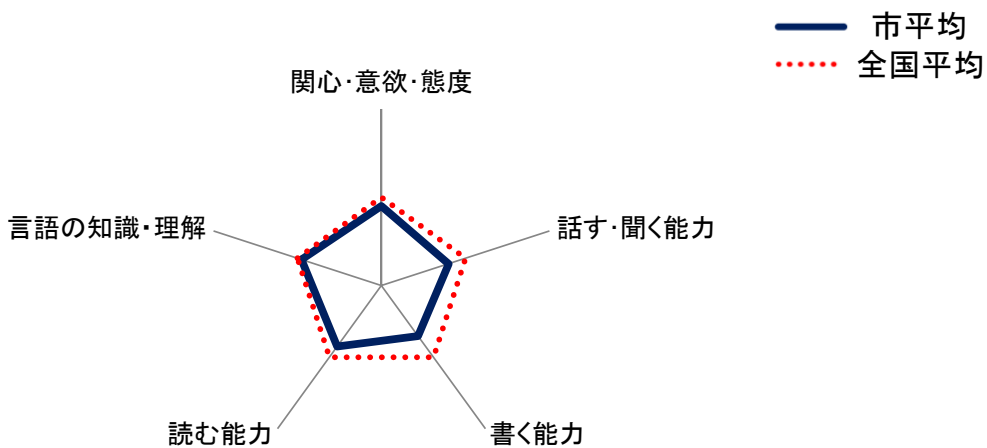 市平均
全国平均
関心・意欲・態度
言語の知識・理解
話す・聞く能力
読む能力
書く能力